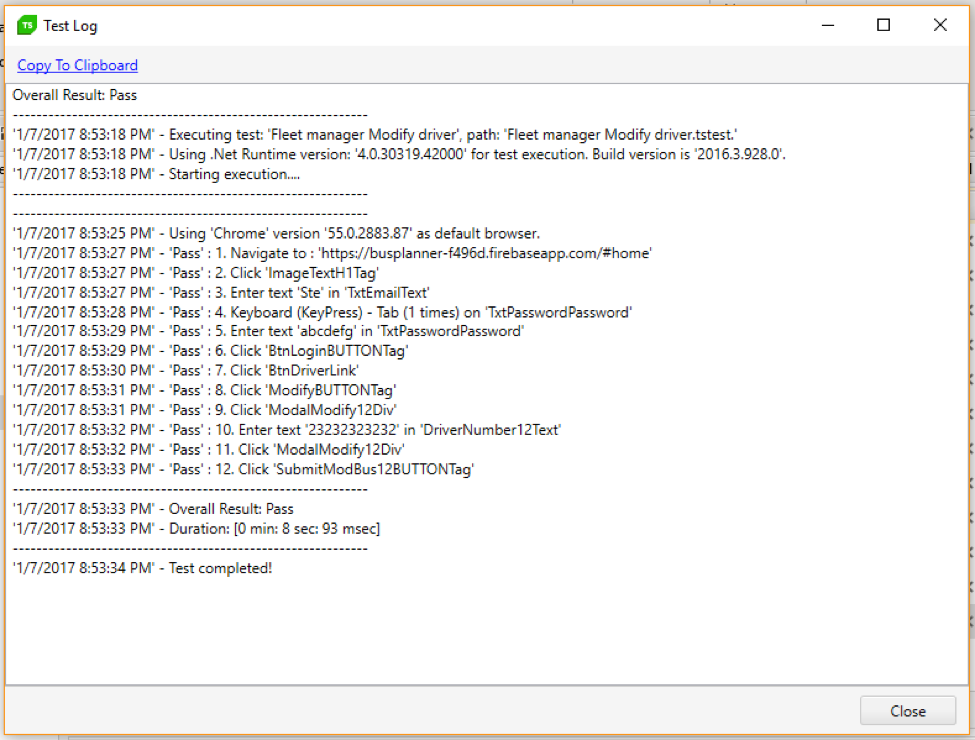 TS Test Log
Copy To Clipboard
Overall Result: Pass
------------------------------------------------------------
'1/7/2017 8:53:18 PM' - Executing test: 'Fleet manager Modify driver', path: 'Fleet manager Modify driver.tstest.'
'1/7/2017 8:53:18 PM' - Using .Net Runtime version: '4.0.30319.42000' for test execution. Build version is '2016.3.928.0'.
'1/7/2017 8:53:18 PM' - Starting execution....
------------------------------------------------------------
------------------------------------------------------------
'1/7/2017 8:53:25 PM' - Using 'Chrome' version '55.0.2883.87' as default browser.
'1/7/2017 8:53:27 PM' - 'Pass' : 1. Navigate to : 'https://busplanner-f496d.firebaseapp.com/#home'
'1/7/2017 8:53:27 PM' - 'Pass' : 2. Click 'ImageTextH1Tag'
'1/7/2017 8:53:27 PM' - 'Pass' : 3. Enter text 'Ste' in 'TxtEmailText'
'1/7/2017 8:53:28 PM' - 'Pass' : 4. Keyboard (KeyPress) - Tab (1 times) on 'TxtPasswordPassword'
'1/7/2017 8:53:29 PM' - 'Pass' : 5. Enter text 'abcdefg' in 'TxtPasswordPassword'
'1/7/2017 8:53:29 PM' - 'Pass' : 6. Click 'BtnLoginBUTTONTag'
'1/7/2017 8:53:30 PM' - 'Pass' : 7. Click 'BtnDriverLink'
'1/7/2017 8:53:31 PM' - 'Pass' : 8. Click 'ModifyBUTTONTag'
'1/7/2017 8:53:31 PM' - 'Pass' : 9. Click 'ModalModify12Div'
'1/7/2017 8:53:32 PM' - 'Pass' : 10. Enter text '23232323232' in 'DriverNumber12Text'
'1/7/2017 8:53:32 PM' - 'Pass' : 11. Click 'ModalModify12Div'
'1/7/2017 8:53:33 PM' - 'Pass' : 12. Click 'SubmitModBus12BUTTONTag'
------------------------------------------------------------
'1/7/2017 8:53:33 PM' - Overall Result: Pass
'1/7/2017 8:53:33 PM' - Duration: [0 min: 8 sec: 93 msec]
------------------------------------------------------------
'1/7/2017 8:53:34 PM' - Test completed!
Close